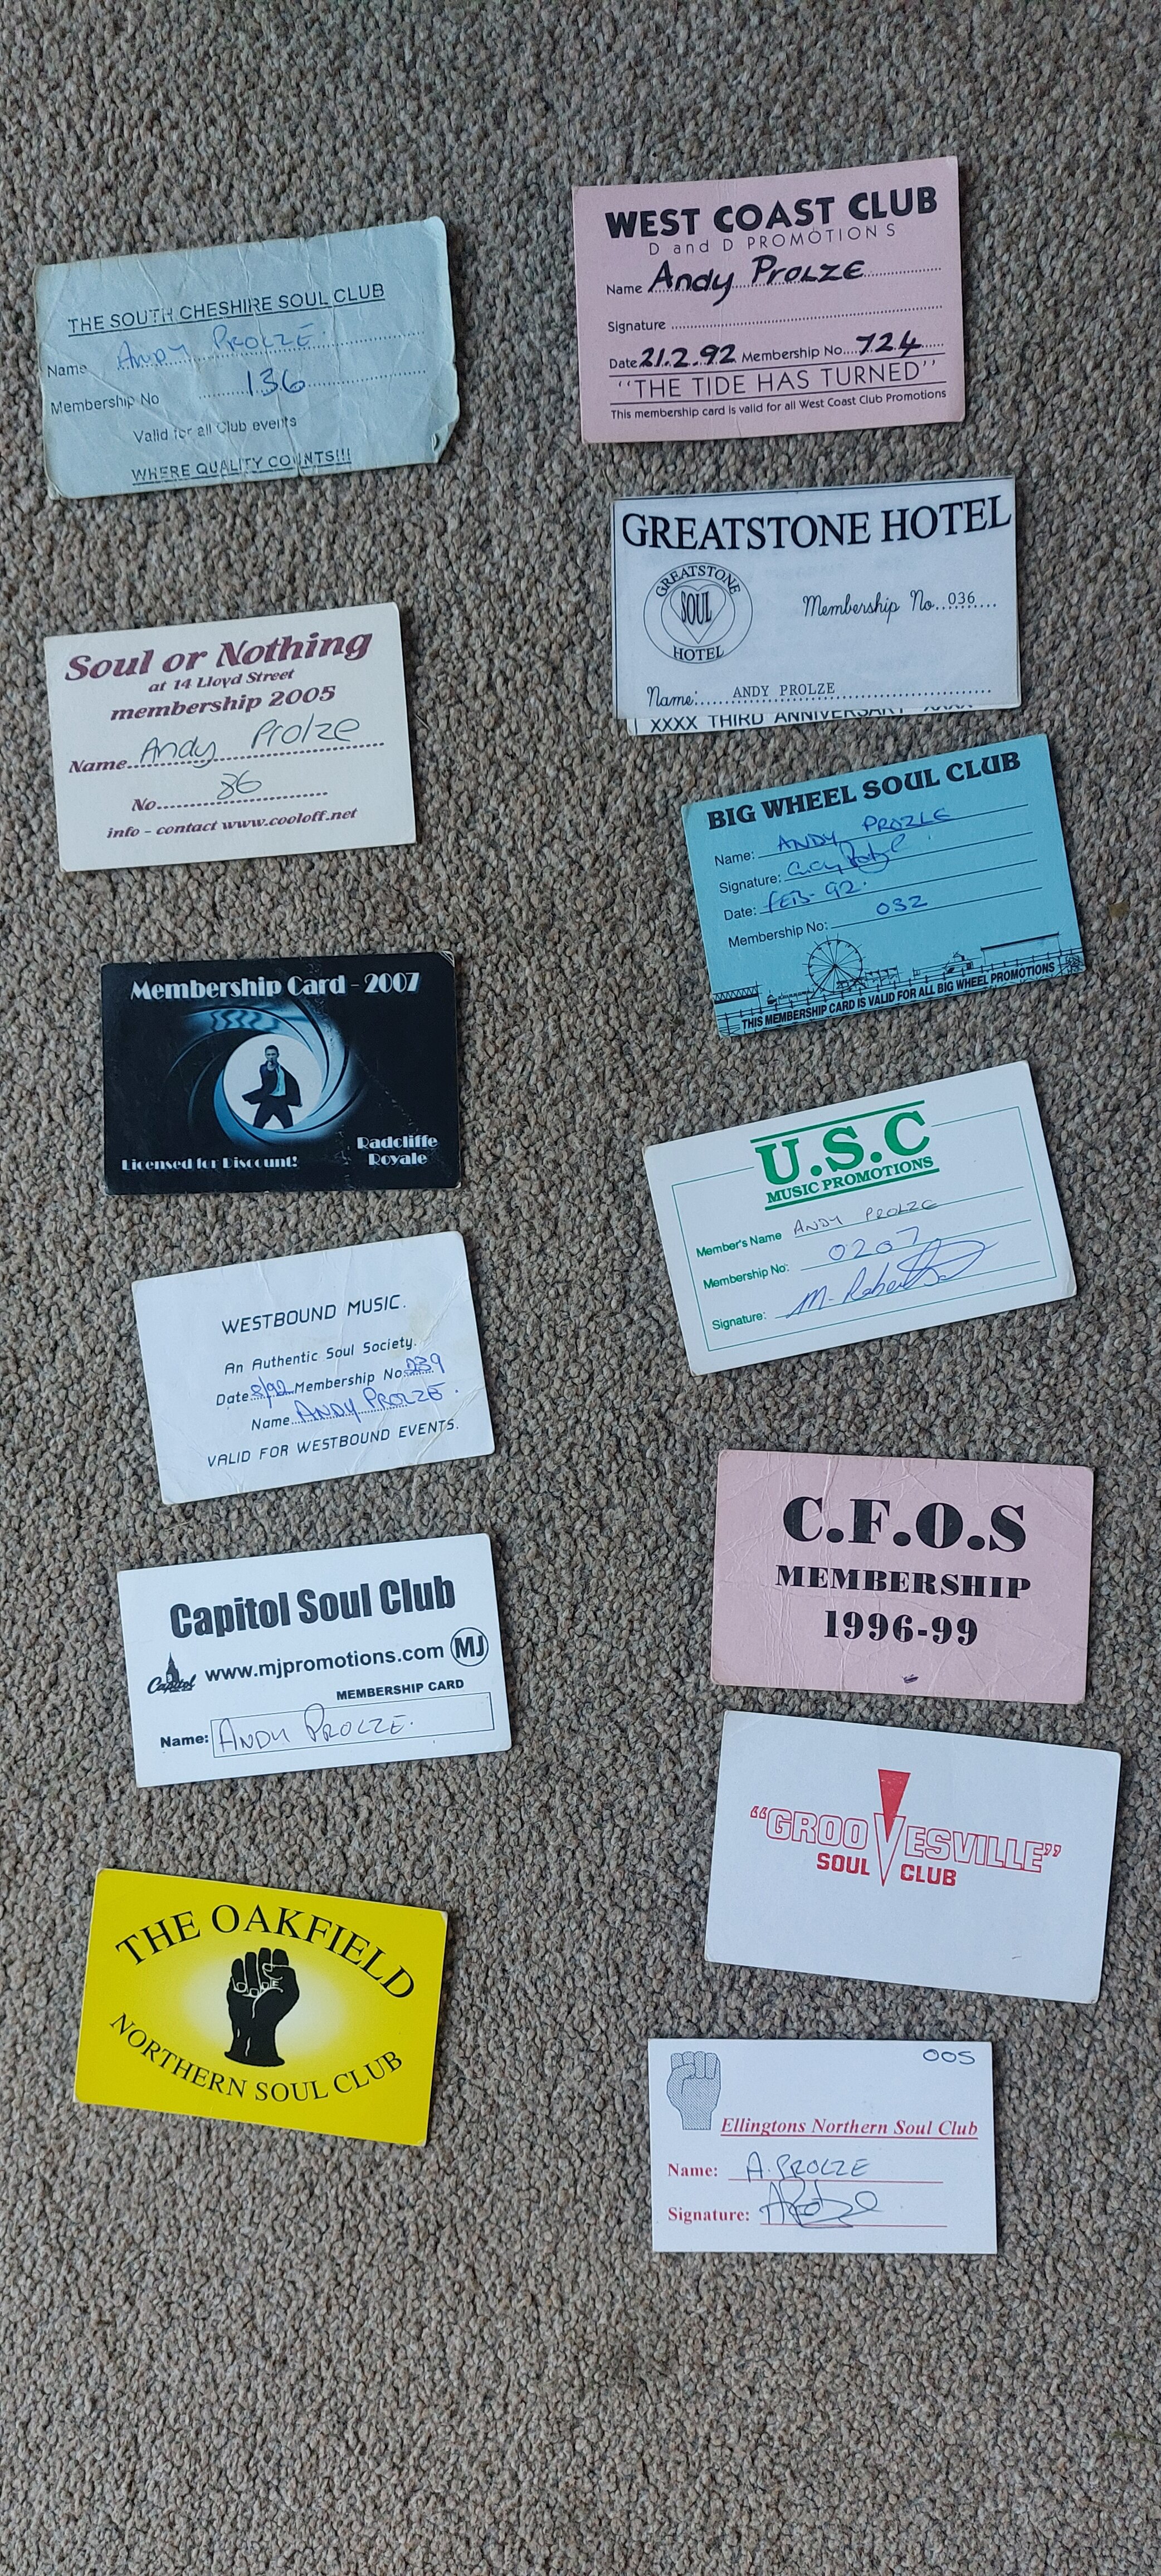 THE SOUTH CHESHIRE SOUL CLUB
Name ANDY PROLZE
Membership No 136
Valid for all Club events
WHERE QUALITY COUNTS!!!
WEST COAST CLUB
D and D PROMOTIONS
Name Andy PROLZE
Signature
Date 21.2.92 Membership No. 724
"THE TIDE HAS TURNED"
This membership card is valid for all West Coast Club Promotions
GREATSTONE HOTEL
GREATSTONE
SOUL
HOTEL
Membership No. 036
Name: ANDY PROLZE
XXXX THIRD ANNIVERSARY XXXX
Soul or Nothing
at 14 Lloyd Street
membership 2005
Name Andy Prolze
No. 36
info - contact www.cooloff.net
BIG WHEEL SOUL CLUB
Name: ANDY PROZLE
Signature:
Date: FEB- 92.
Membership No: 032
THIS MEMBERSHIP CARD IS VALID FOR ALL BIG WHEEL PROMOTIONS
Membership Card - 2007
Licensed for Discount!
Radcliffe
Royale
U.S.C
MUSIC PROMOTIONS
Member's Name ANDY PROLZE
Membership No: 0207
Signature: M. Roberts
WESTBOUND MUSIC.
An Authentic Soul Society.
Date 8/92 Membership No. 239
Name ANDY PROLZE.
VALID FOR WESTBOUND EVENTS.
C.F.O.S
MEMBERSHIP
1996-99
Capitol Soul Club
Capitol www.mjpromotions.com MJ
MEMBERSHIP CARD
Name: ANDY PROLZE.
"GROOVESVILLE"
SOUL CLUB
THE OAKFIELD
NORTHERN SOUL CLUB
005
Ellingtons Northern Soul Club
Name: A. PROLZE
Signature: